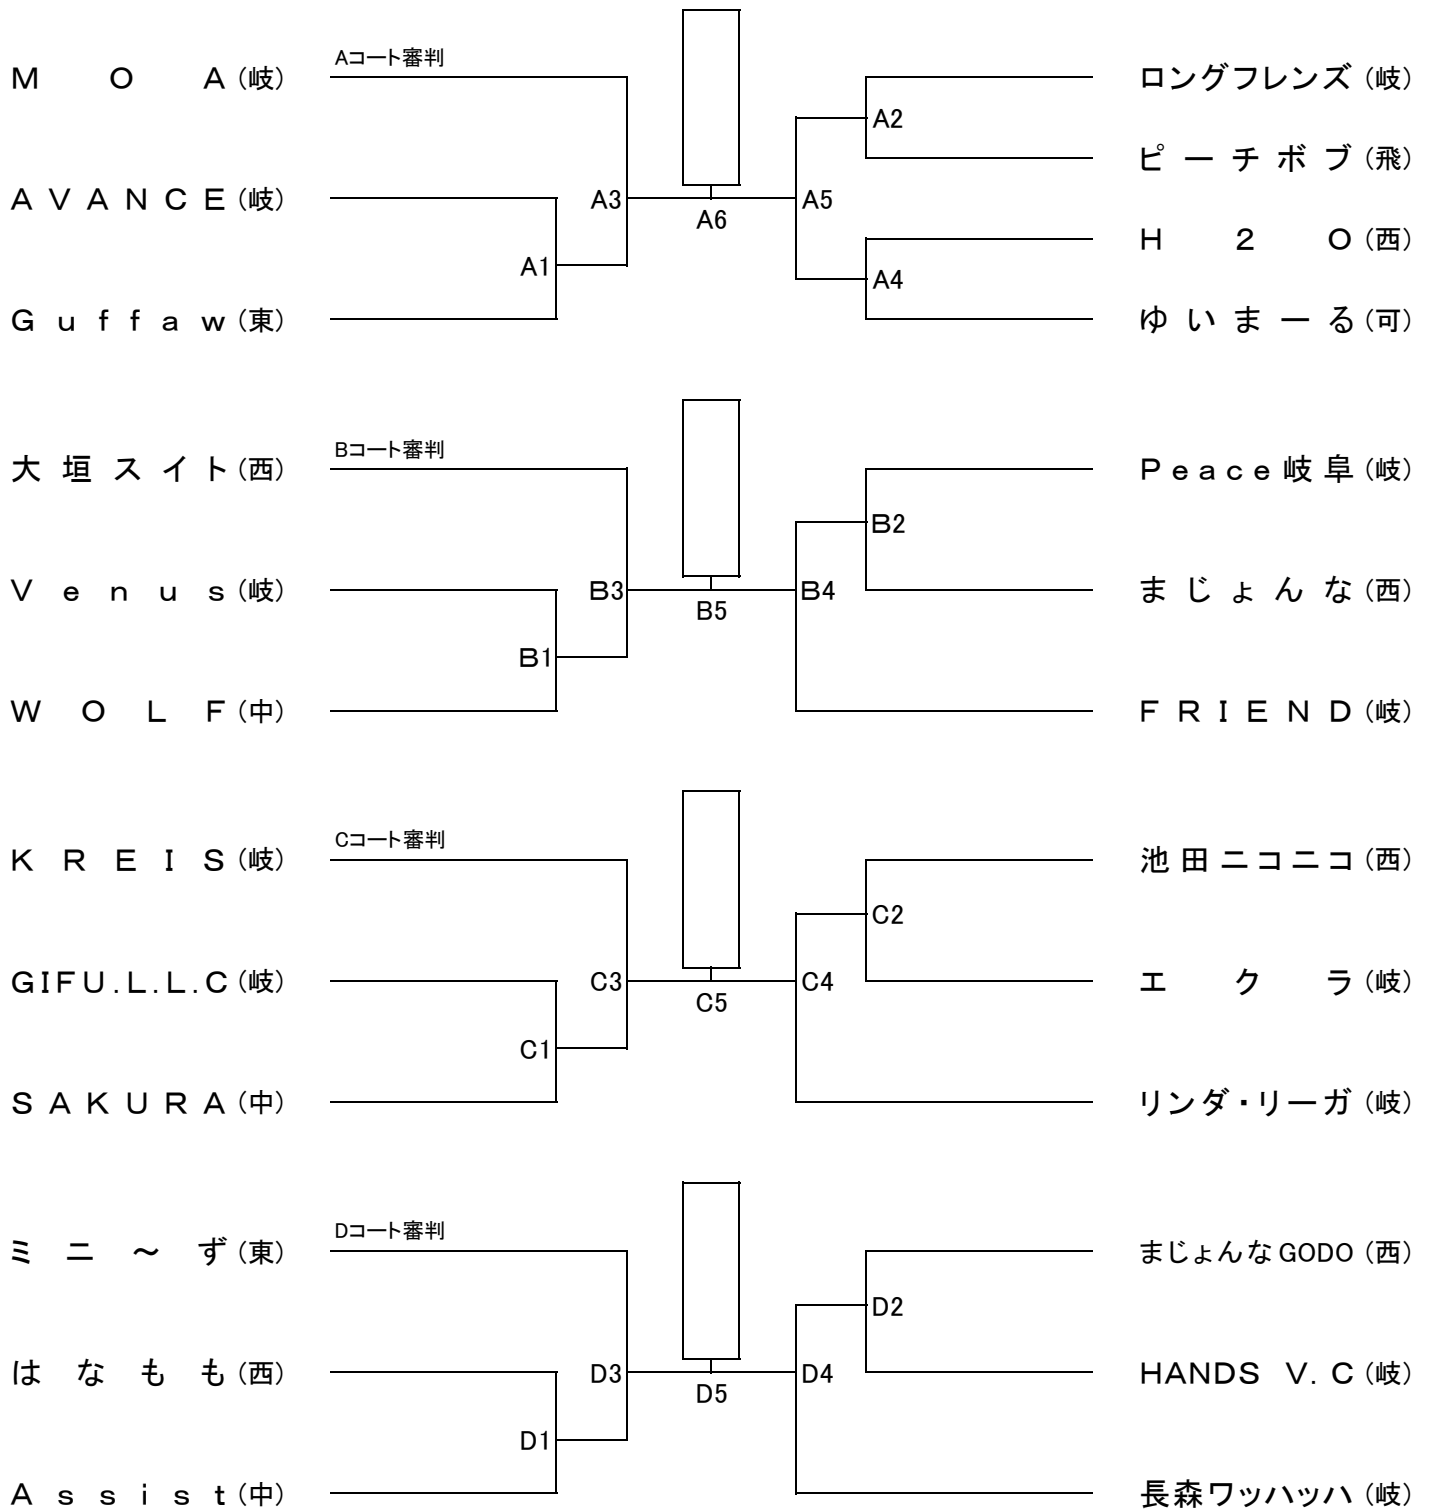 Aコート審判
MOA(岐)
ロングフレンズ(岐)
A2
ピーチボブ(飛)
AVANCE(岐)
A3
A6
A5
H2O(西)
A1
A4
Guffaw(東)
ゆいまーる(可)
Bコート審判
大垣スイト(西)
Peace岐阜(岐)
B2
Venus(岐)
B3
B5
B4
まじょんな(西)
B1
WOLF(中)
FRIEND(岐)
Cコート審判
KREIS(岐)
池田ニコニコ(西)
C2
GIFU.L.L.C(岐)
C3
C5
C4
エクラ(岐)
C1
SAKURA(中)
リンダ・リーガ(岐)
Dコート審判
ミニ~ず(東)
まじょんなGODO(西)
D2
はなもも(西)
D3
D5
D4
HANDS V.C(岐)
D1
Assist(中)
長森ワッハッハ(岐)